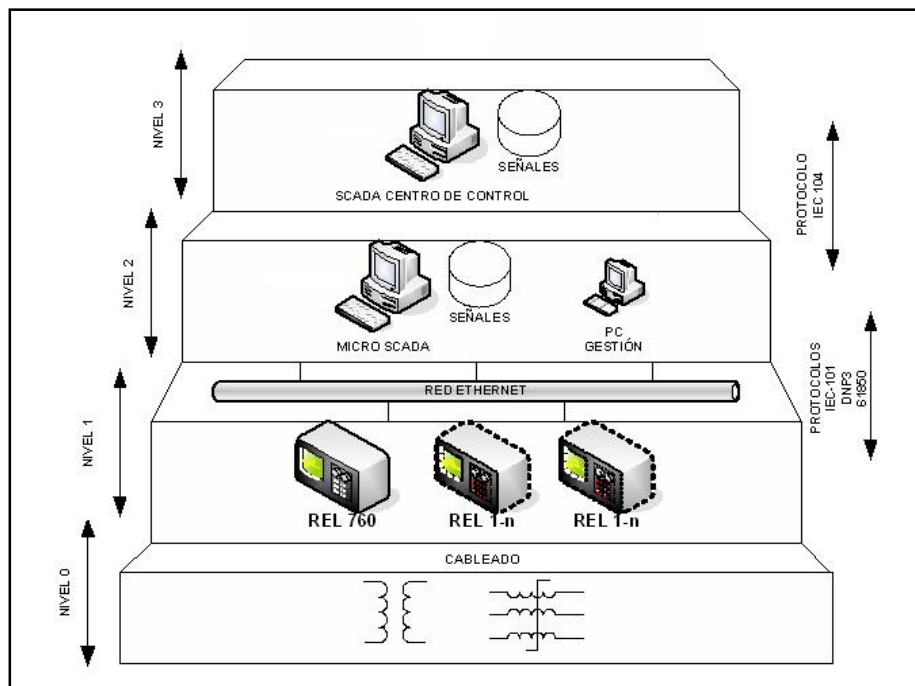 NIVEL 3
SEÑALES
SCADA CENTRO DE CONTROL
PROTOCOLO
IEC 104
NIVEL 2
SEÑALES
MICRO SCADA
PC
GESTIÓN
RED ETHERNET
PROTOCOLOS
IEC-101
DNP3
61850
NIVEL 1
REL 760
REL 1-n
REL 1-n
CABLEADO
NIVEL 0